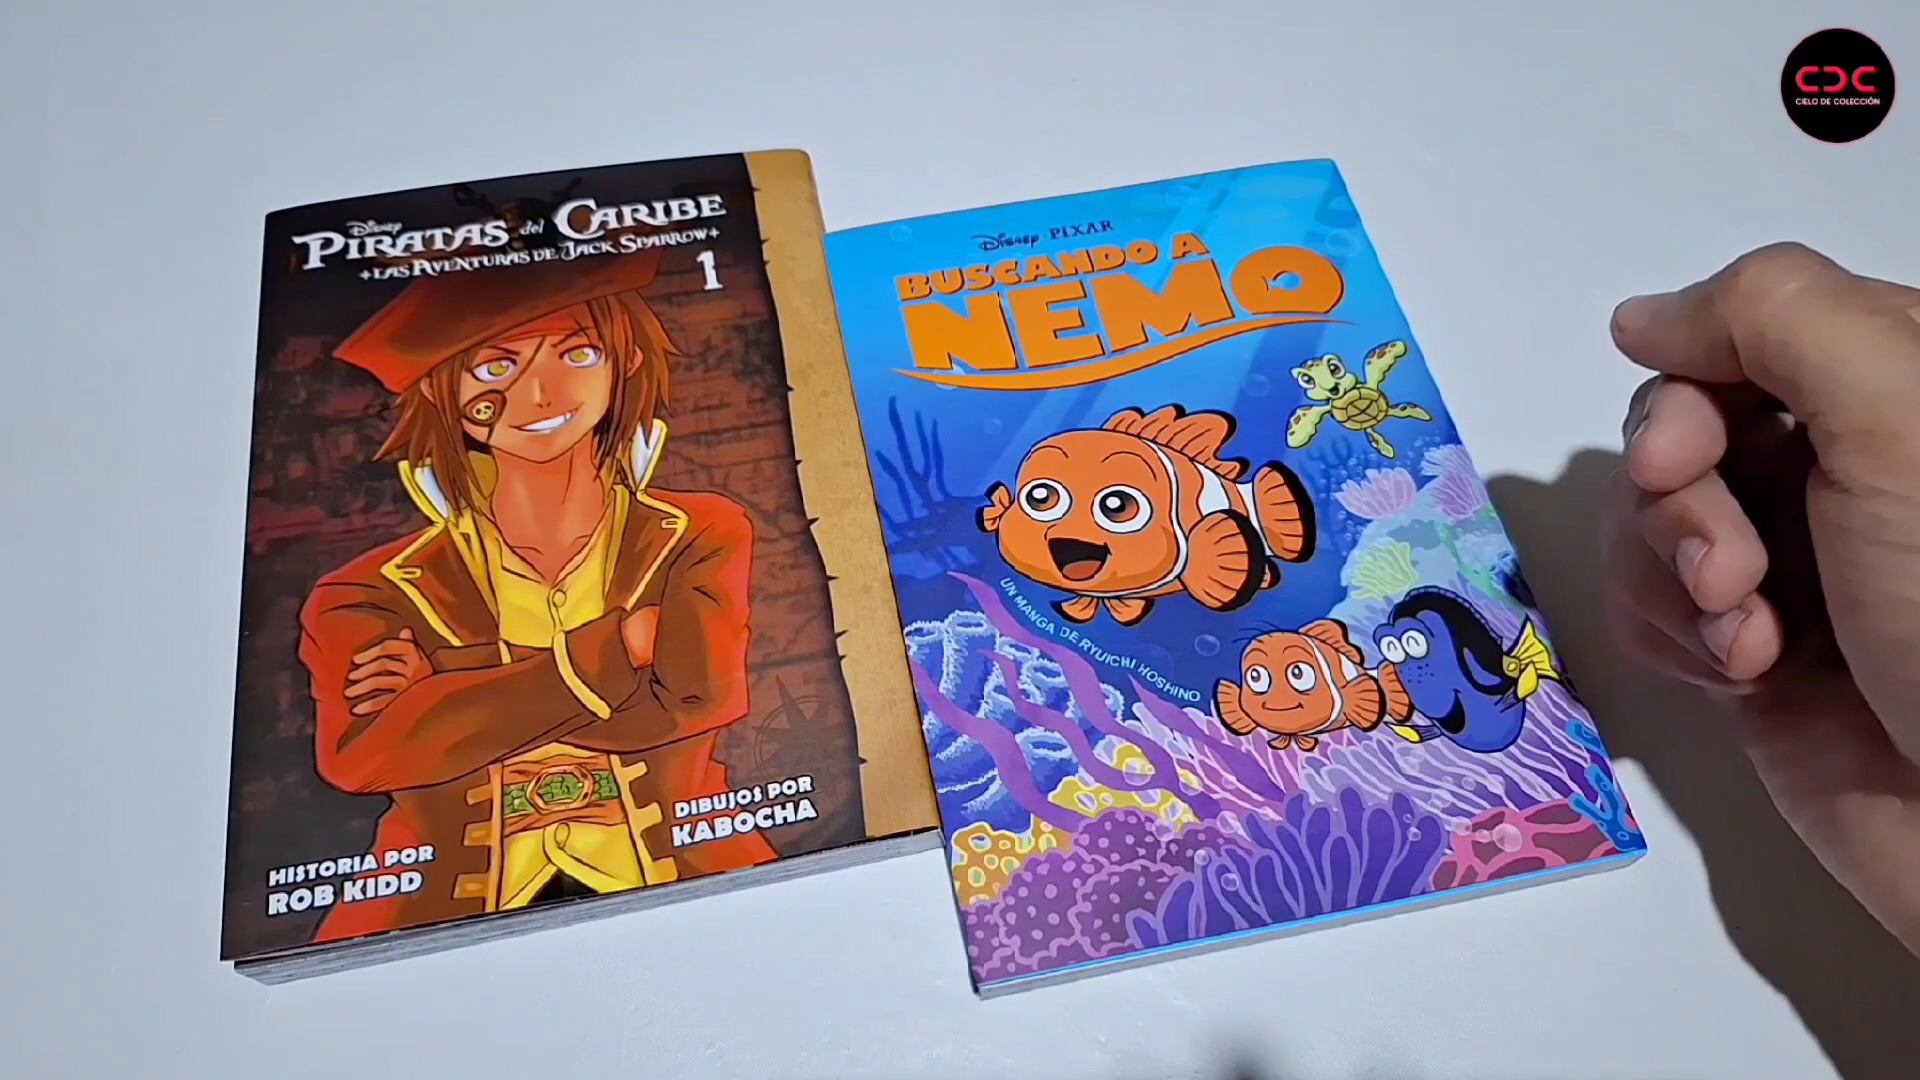 Disney
PIRATAS del CARIBE
LAS AVENTURAS DE JACK SPARROW
1
HISTORIA POR
ROB KIDD
DIBUJOS POR
KABOCHA
Disney · PIXAR
BUSCANDO A
NEMO
UN MANGA DE RYUICHI HOSHINO
CDC
CIELO DE COLECCIÓN